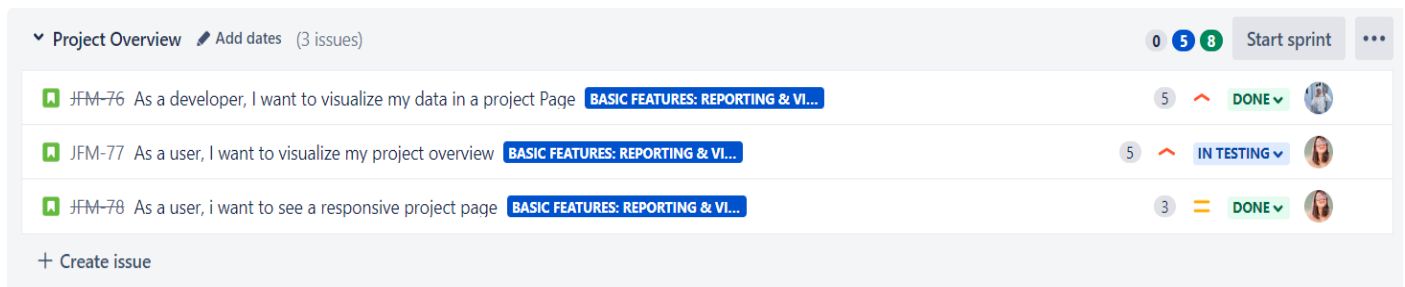 Project Overview Add dates (3 issues) 0 5 8 Start sprint
JFM-76 As a developer, I want to visualize my data in a project Page BASIC FEATURES: REPORTING & VI... 5 DONE
JFM-77 As a user, I want to visualize my project overview BASIC FEATURES: REPORTING & VI... 5 IN TESTING
JFM-78 As a user, i want to see a responsive project page BASIC FEATURES: REPORTING & VI... 3 DONE
+ Create issue